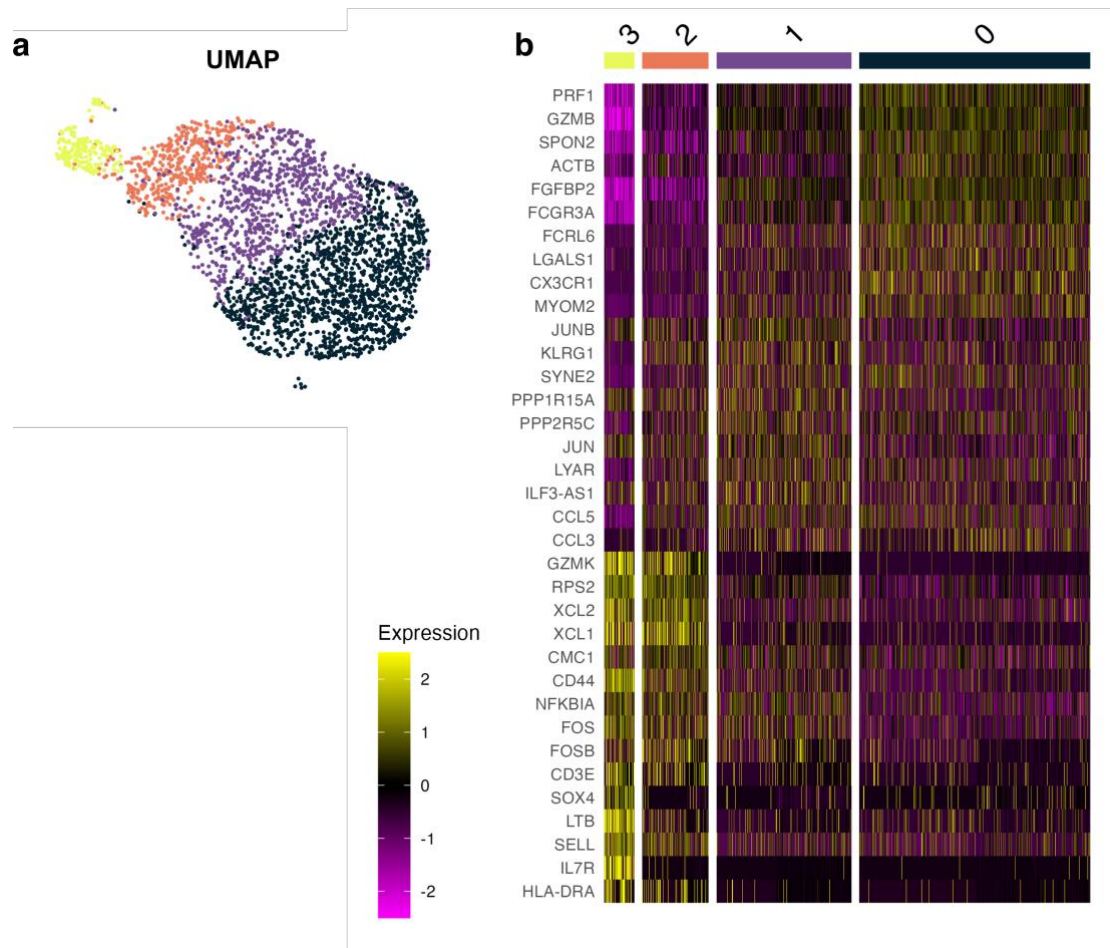 a
UMAP
b
3
2
1
0
PRF1
GZMB
SPON2
ACTB
FGFBP2
FCGR3A
FCRL6
LGALS1
CX3CR1
MYOM2
JUNB
KLRG1
SYNE2
PPP1R15A
PPP2R5C
JUN
LYAR
ILF3-AS1
CCL5
CCL3
GZMK
RPS2
XCL2
XCL1
CMC1
CD44
NFKBIA
FOS
FOSB
CD3E
SOX4
LTB
SELL
IL7R
HLA-DRA
Expression
2
1
0
-1
-2